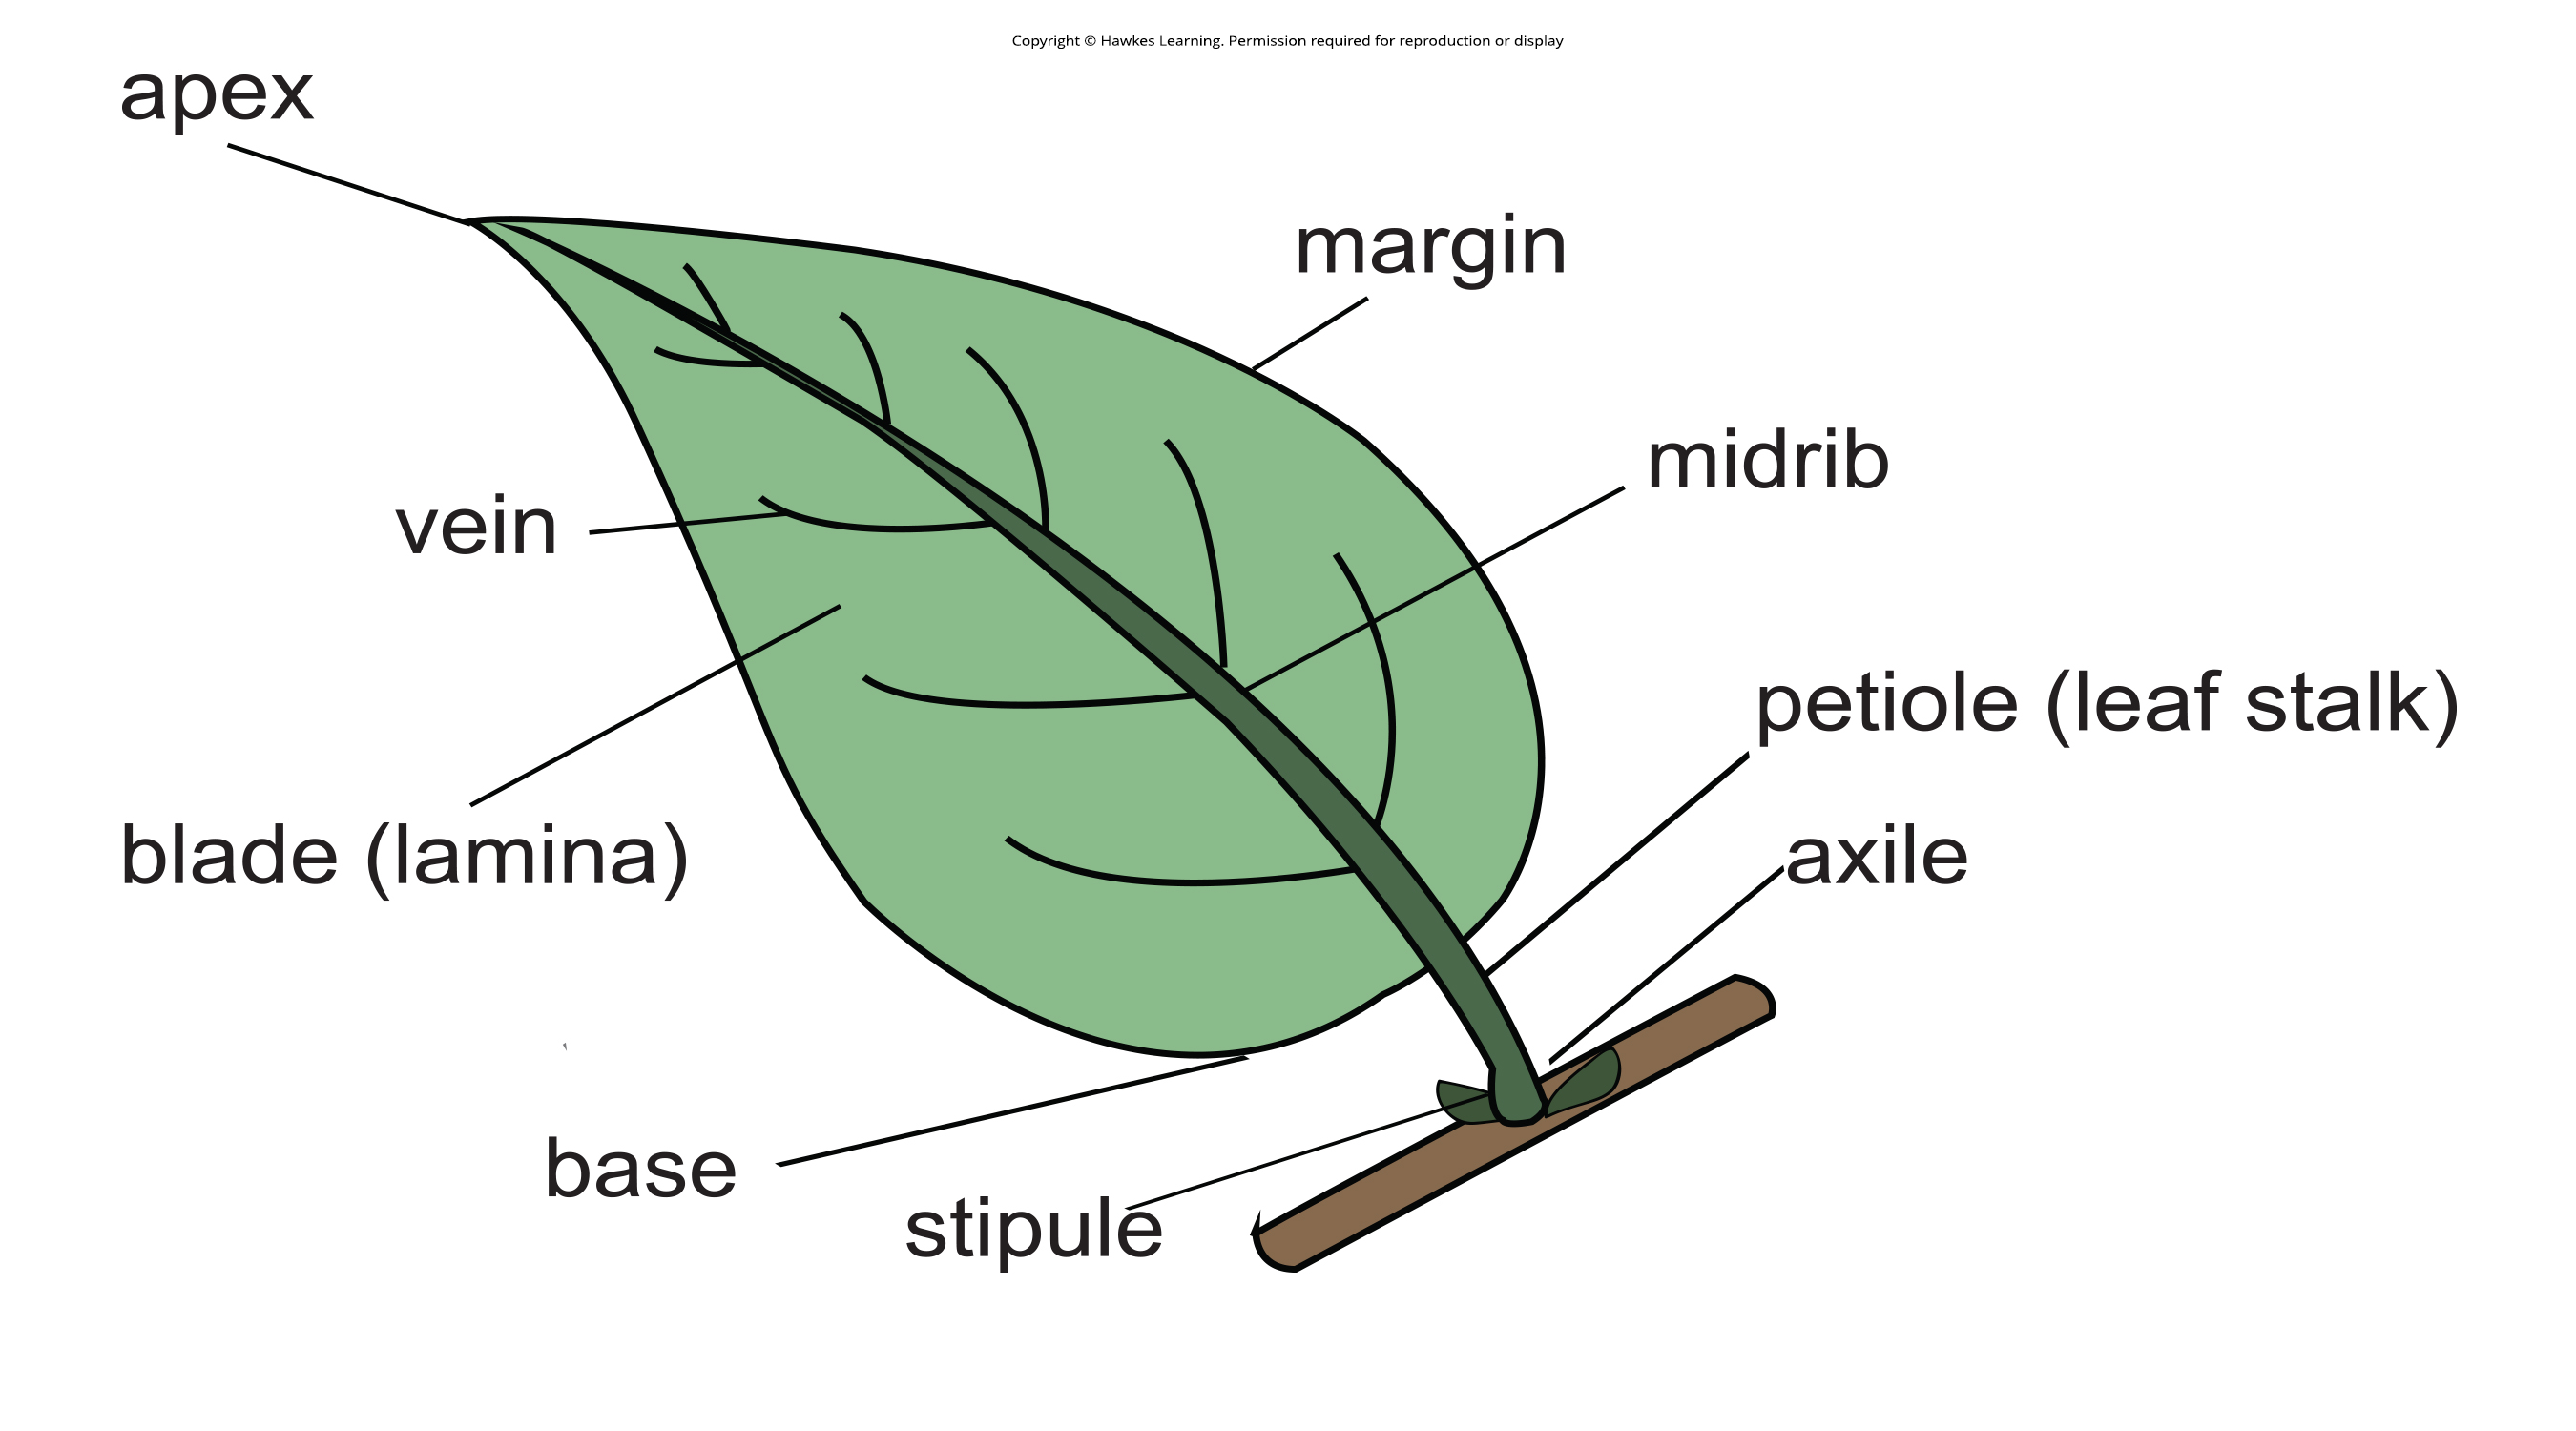 Copyright © Hawkes Learning. Permission required for reproduction or display
apex
margin
midrib
vein
petiole (leaf stalk)
axile
blade (lamina)
base
stipule